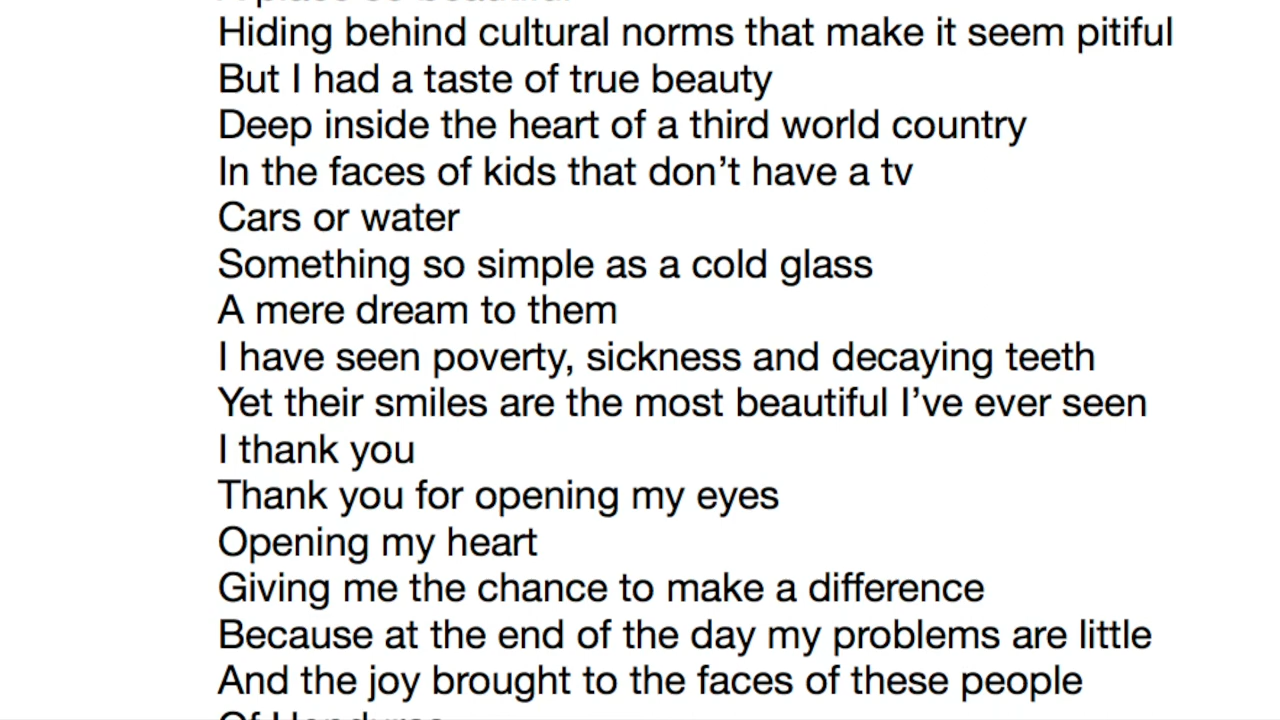 Hiding behind cultural norms that make it seem pitiful
But I had a taste of true beauty
Deep inside the heart of a third world country
In the faces of kids that don’t have a tv
Cars or water
Something so simple as a cold glass
A mere dream to them
I have seen poverty, sickness and decaying teeth
Yet their smiles are the most beautiful I’ve ever seen
I thank you
Thank you for opening my eyes
Opening my heart
Giving me the chance to make a difference
Because at the end of the day my problems are little
And the joy brought to the faces of these people
Of Honduras